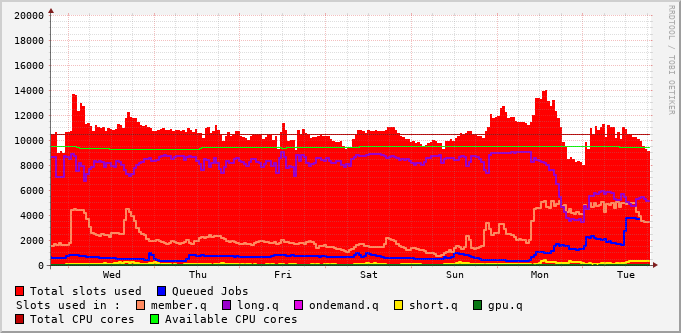 20000
18000
16000
14000
12000
10000
8000
6000
4000
2000
0
Wed Thu Fri Sat Sun Mon Tue
RRDTOOL / TOBI OETIKER
Total slots used Queued Jobs
Slots used in : member.q long.q ondemand.q short.q gpu.q
Total CPU cores Available CPU cores